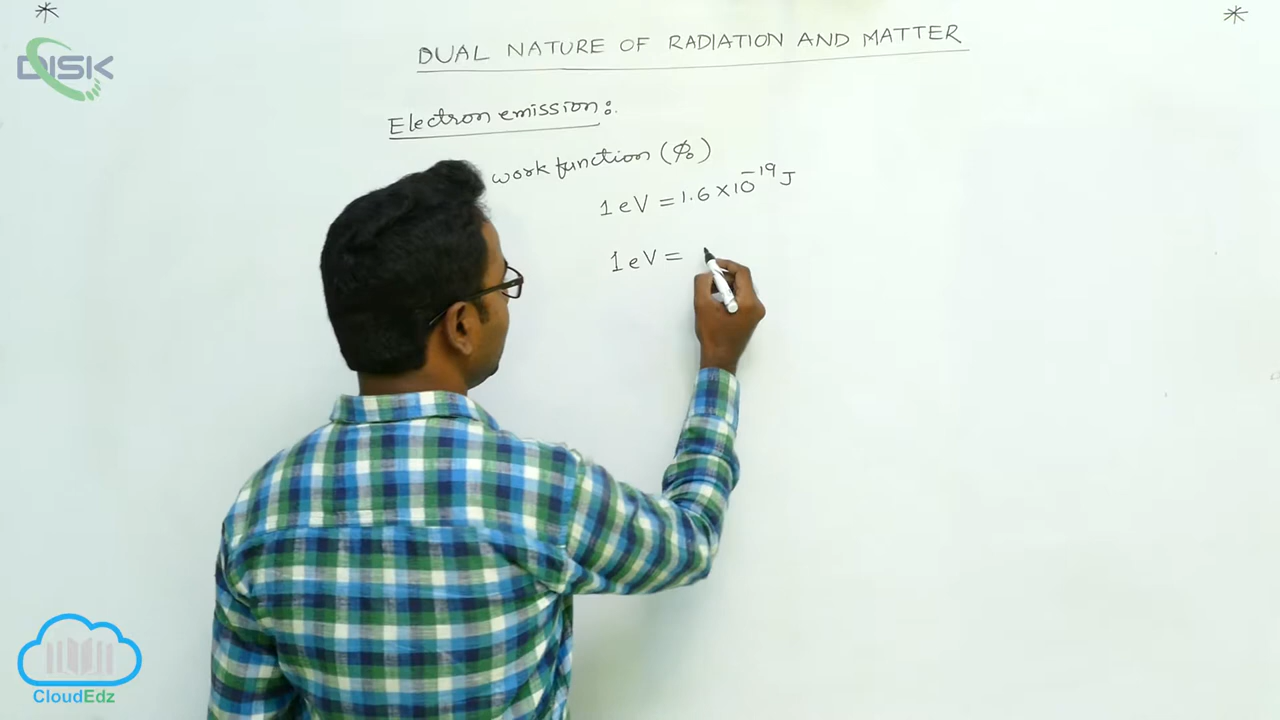 * *
DISK
DUAL NATURE OF RADIATION AND MATTER
Electron emission:
work function (φ₀)
1 eV = 1.6 × 10⁻¹⁹ J
1 eV =
CloudEdz